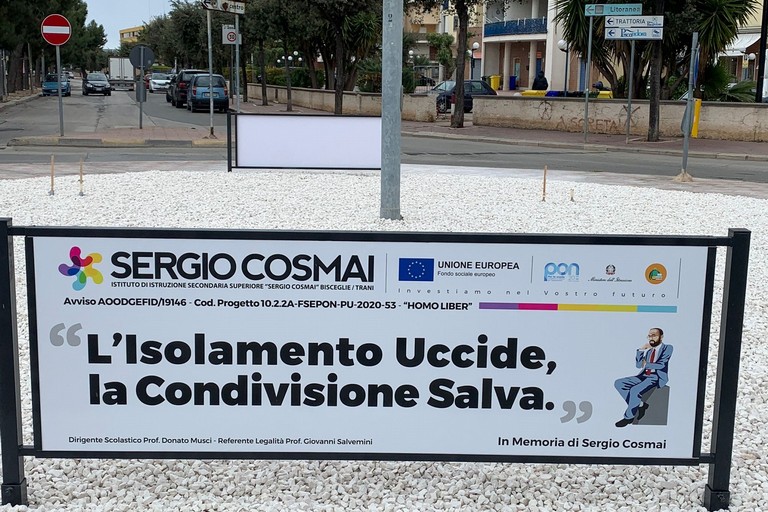 Litoraneo
TRATTORIA
30
SERGIO COSMAI
ISTITUTO DI ISTRUZIONE SECONDARIA SUPERIORE "SERGIO COSMAI" BISCEGLIE / TRANI
UNIONE EUROPEA
Fondo sociale europeo
pon
Investiamo nel Vostro futuro
Avviso AOODGEFID/19146 - Cod. Progetto 10.2.2A-FSEPON-PU-2020-53 - "HOMO LIBER"
“L’Isolamento Uccide,
la Condivisione Salva.”
Dirigente Scolastico Prof. Donato Musci - Referente Legalità Prof. Giovanni Salvemini
In Memoria di Sergio Cosmai